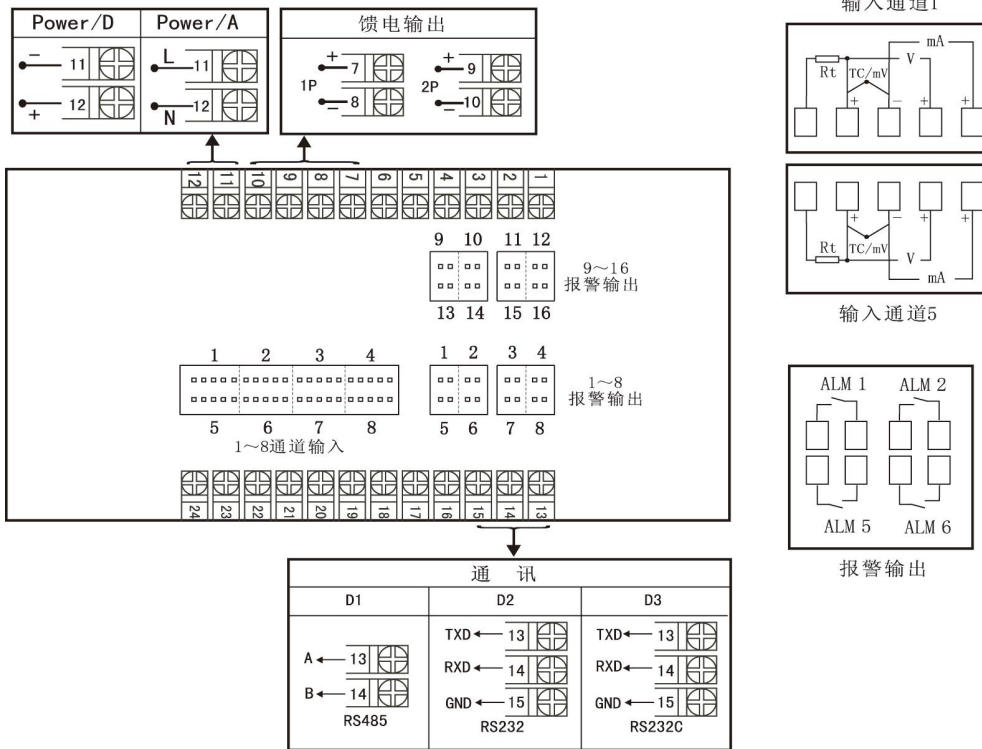 Power/D Power/A
馈电输出
输入通道1
- 11
+ 12
L 11
N 12
1P
+ 7
- 8
2P
+ 9
- 10
mA
V
Rt TC/mV
+ - + +
12 11 10 9 8 7 6 5 4 3 2 1
+ - + +
Rt TC/mV
V
mA
输入通道5
9 10 11 12
9～16
报警输出
13 14 15 16
1 2 3 4
5 6 7 8
1～8通道输入
1 2 3 4
1～8
报警输出
5 6 7 8
ALM 1 ALM 2
ALM 5 ALM 6
报警输出
24 23 22 21 20 19 18 17 16 15 14 13
通 讯
D1 D2 D3
A 13
B 14
RS485
TXD 13
RXD 14
GND 15
RS232
TXD 13
RXD 14
GND 15
RS232C